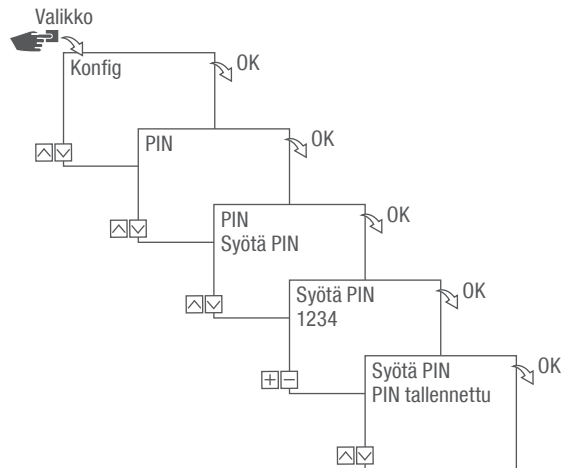 Valikko
Konfig
OK
PIN
OK
PIN
Syötä PIN
OK
Syötä PIN
1234
OK
Syötä PIN
PIN tallennettu
OK